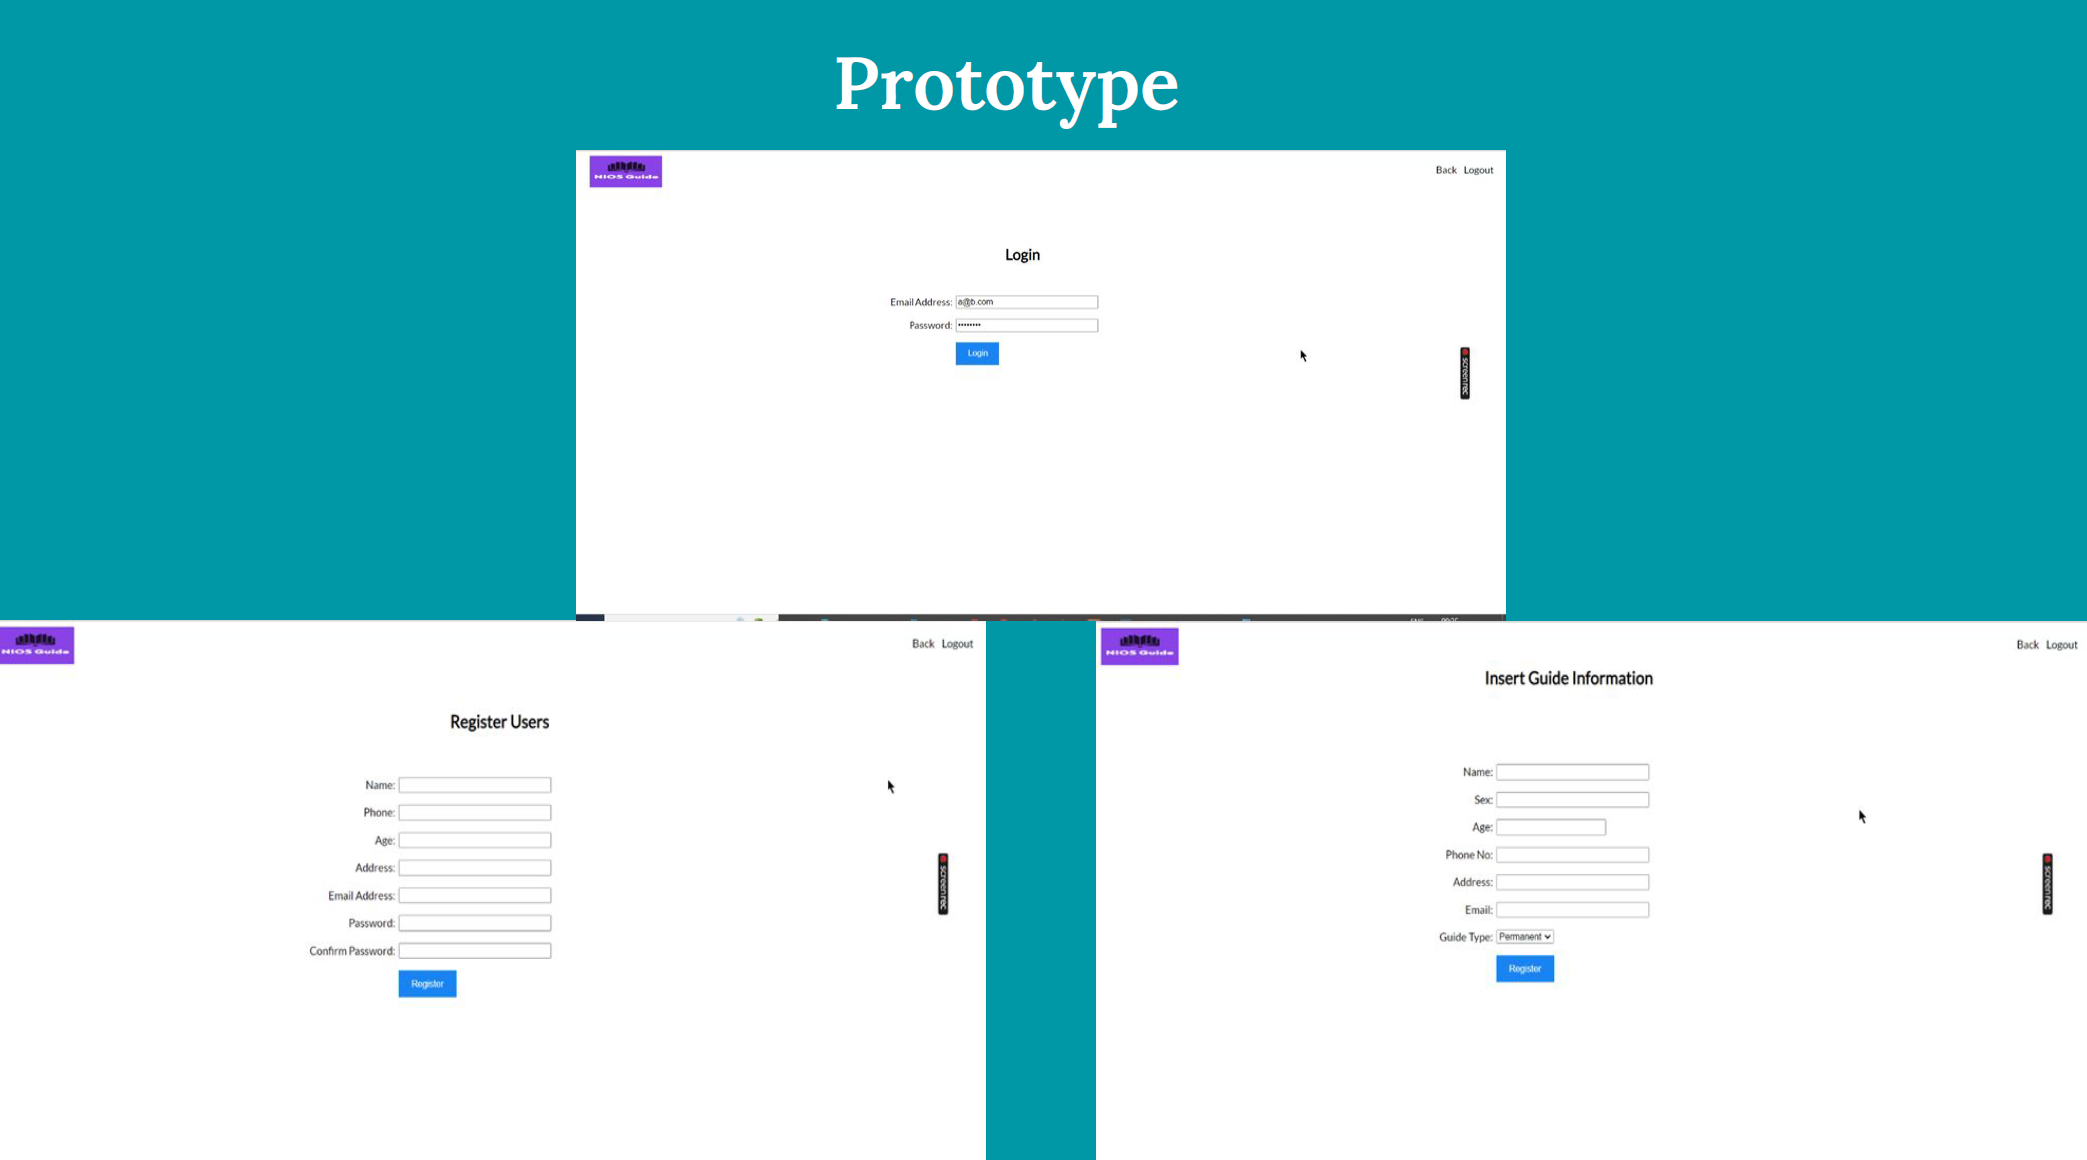 Prototype
NIOS Guide
Back Logout
Login
Email Address: a@b.com
Password: ••••••••
Login
screenrec
NIOS Guide
Back Logout
Register Users
Name:
Phone:
Age:
Address:
Email Address:
Password:
Confirm Password:
Register
screenrec
NIOS Guide
Back Logout
Insert Guide Information
Name:
Sex:
Age:
Phone No:
Address:
Email:
Guide Type: Permanent
Register
screenrec